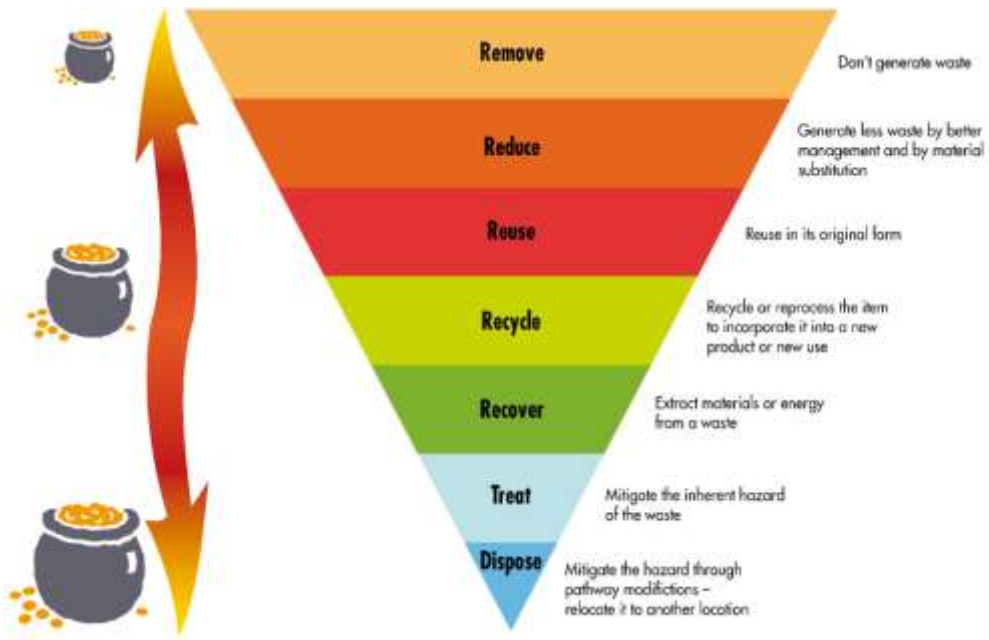 Remove
Don't generate waste
Reduce
Generate less waste by better
management and by material
substitution
Reuse
Reuse in its original form
Recycle
Recycle or reprocess the item
to incorporate it into a new
product or new use
Recover
Extract materials or energy
from a waste
Treat
Mitigate the inherent hazard
of the waste
Dispose
Mitigate the hazard through
pathway modifictions –
relocate it to another location